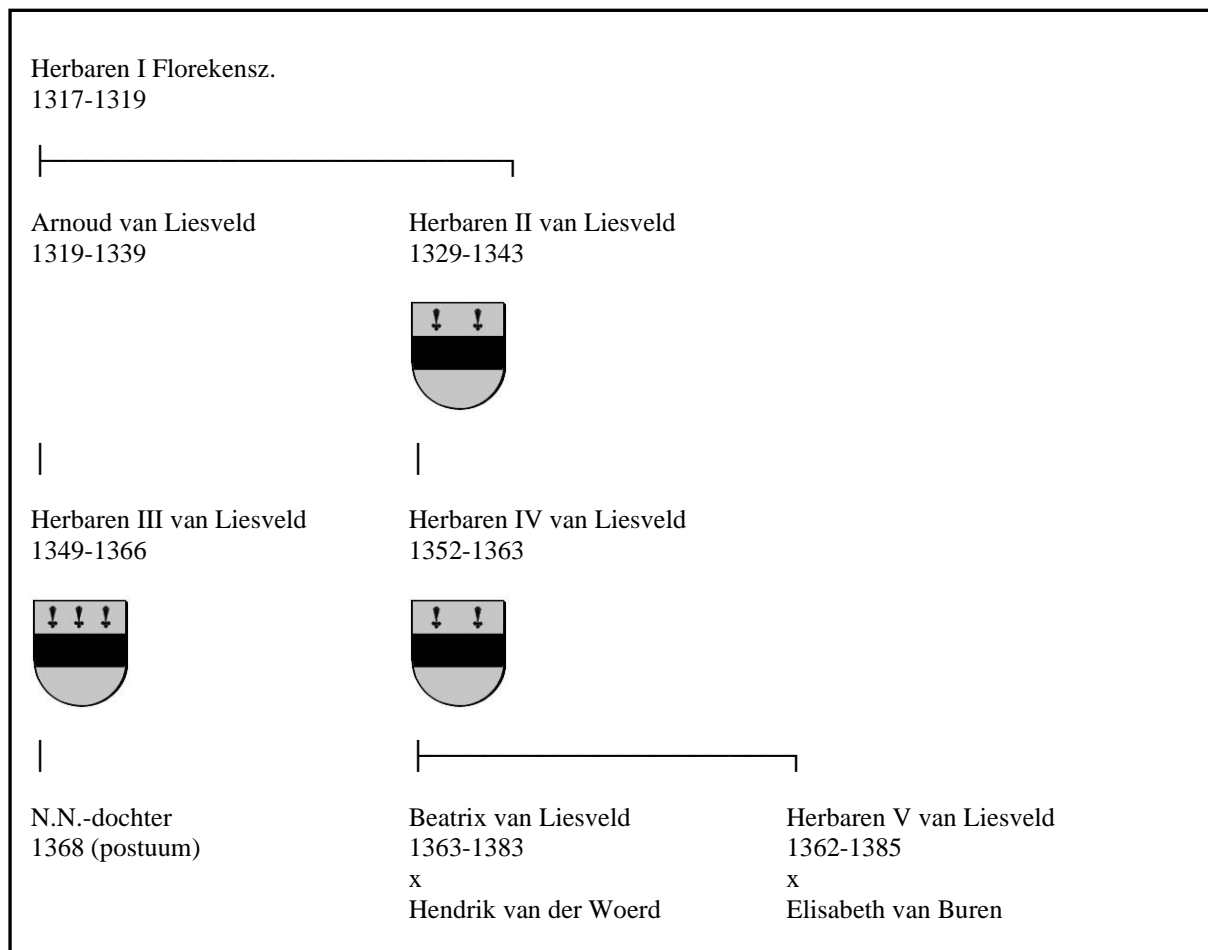 Herbaren I Florekensz.
1317-1319
Arnoud van Liesveld
1319-1339
Herbaren II van Liesveld
1329-1343
Herbaren III van Liesveld
1349-1366
Herbaren IV van Liesveld
1352-1363
N.N.-dochter
1368 (postuum)
Beatrix van Liesveld
1363-1383
x
Hendrik van der Woerd
Herbaren V van Liesveld
1362-1385
x
Elisabeth van Buren